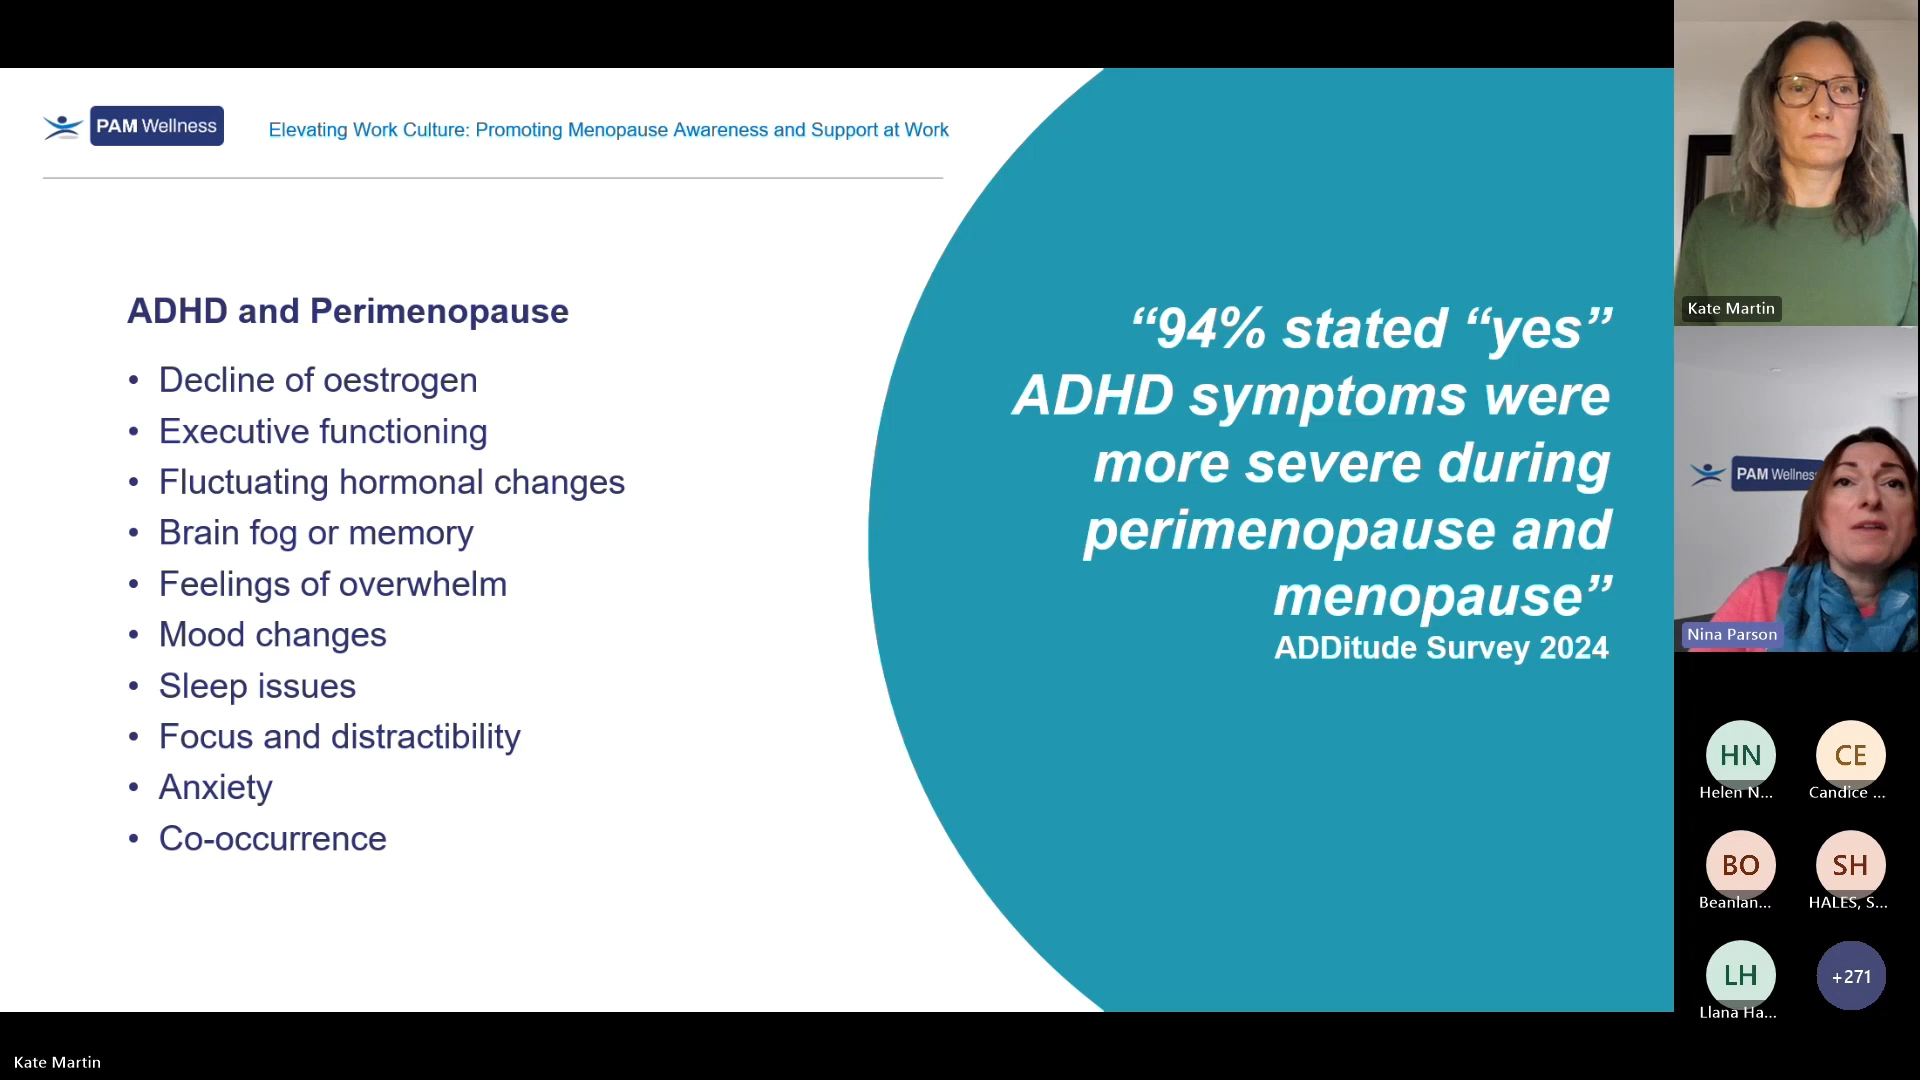 PAM Wellness
Elevating Work Culture: Promoting Menopause Awareness and Support at Work
ADHD and Perimenopause
• Decline of oestrogen
• Executive functioning
• Fluctuating hormonal changes
• Brain fog or memory
• Feelings of overwhelm
• Mood changes
• Sleep issues
• Focus and distractibility
• Anxiety
• Co-occurrence
“94% stated “yes”
ADHD symptoms were
more severe during
perimenopause and
menopause”
ADDitude Survey 2024
Kate Martin
PAM Wellness
Nina Parson
HN
Helen N...
CE
Candice ...
BO
Beanlan...
SH
HALES, S...
LH
Llana Ha...
+271
Kate Martin